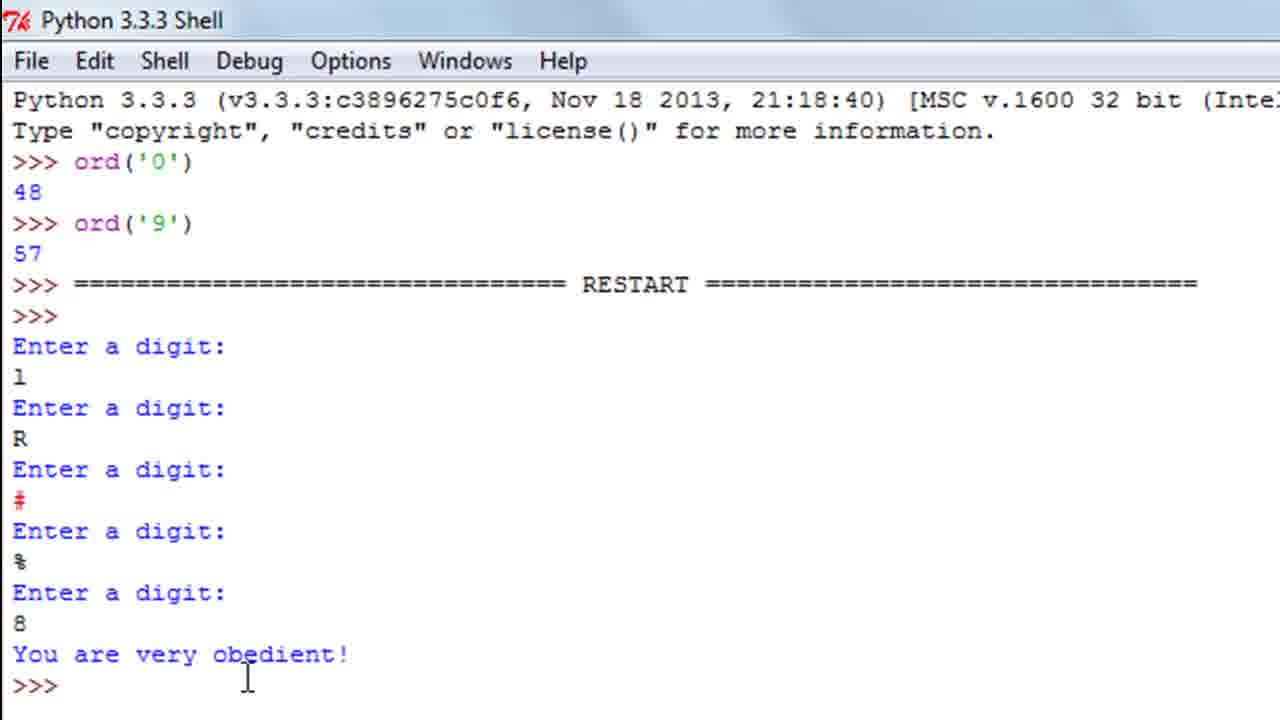 Python 3.3.3 Shell
File Edit Shell Debug Options Windows Help
Python 3.3.3 (v3.3.3:c3896275c0f6, Nov 18 2013, 21:18:40) [MSC v.1600 32 bit (Inte
Type "copyright", "credits" or "license()" for more information.
>>> ord('0')
48
>>> ord('9')
57
>>> ================================ RESTART ================================
>>>
Enter a digit:
l
Enter a digit:
R
Enter a digit:
#
Enter a digit:
%
Enter a digit:
8
You are very obedient!
>>>